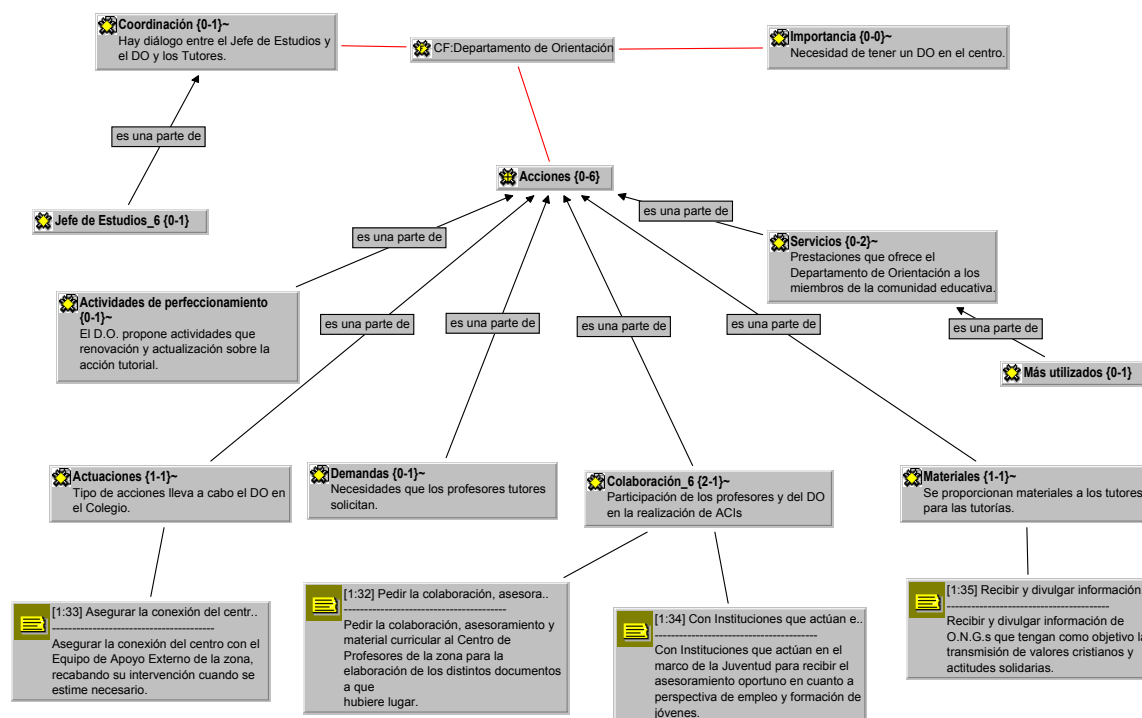 Coordinación {0-1}~
Hay diálogo entre el Jefe de Estudios y
el DO y los Tutores.
CF:Departamento de Orientación
Importancia {0-0}~
Necesidad de tener un DO en el centro.
es una parte de
Acciones {0-6}
Jefe de Estudios_6 {0-1}
es una parte de
es una parte de
Servicios {0-2}~
Prestaciones que ofrece el
Departamento de Orientación a los
miembros de la comunidad educativa.
Actividades de perfeccionamiento
{0-1}~
El D.O. propone actividades que
renovación y actualización sobre la
acción tutorial.
es una parte de
es una parte de
es una parte de
es una parte de
es una parte de
Más utilizados {0-1}
Actuaciones {1-1}~
Tipo de acciones lleva a cabo el DO en
el Colegio.
Demandas {0-1}~
Necesidades que los profesores tutores
solicitan.
Colaboración_6 {2-1}~
Participación de los profesores y del DO
en la realización de ACIs
Materiales {1-1}~
Se proporcionan materiales a los tutores
para las tutorías.
[1:33] Asegurar la conexión del centr..
----------------------------------------
Asegurar la conexión del centro con el
Equipo de Apoyo Externo de la zona,
recabando su intervención cuando se
estime necesario.
[1:32] Pedir la colaboración, asesora..
----------------------------------------
Pedir la colaboración, asesoramiento y
material curricular al Centro de
Profesores de la zona para la
elaboración de los distintos documentos
a que
hubiere lugar.
[1:34] Con Instituciones que actúan e..
----------------------------------------
Con Instituciones que actúan en el
marco de la Juventud para recibir el
asesoramiento oportuno en cuanto a
perspectiva de empleo y formación de
jóvenes.
[1:35] Recibir y divulgar información
----------------------------------------
Recibir y divulgar información de
O.N.G.s que tengan como objetivo la
transmisión de valores cristianos y
actitudes solidarias.